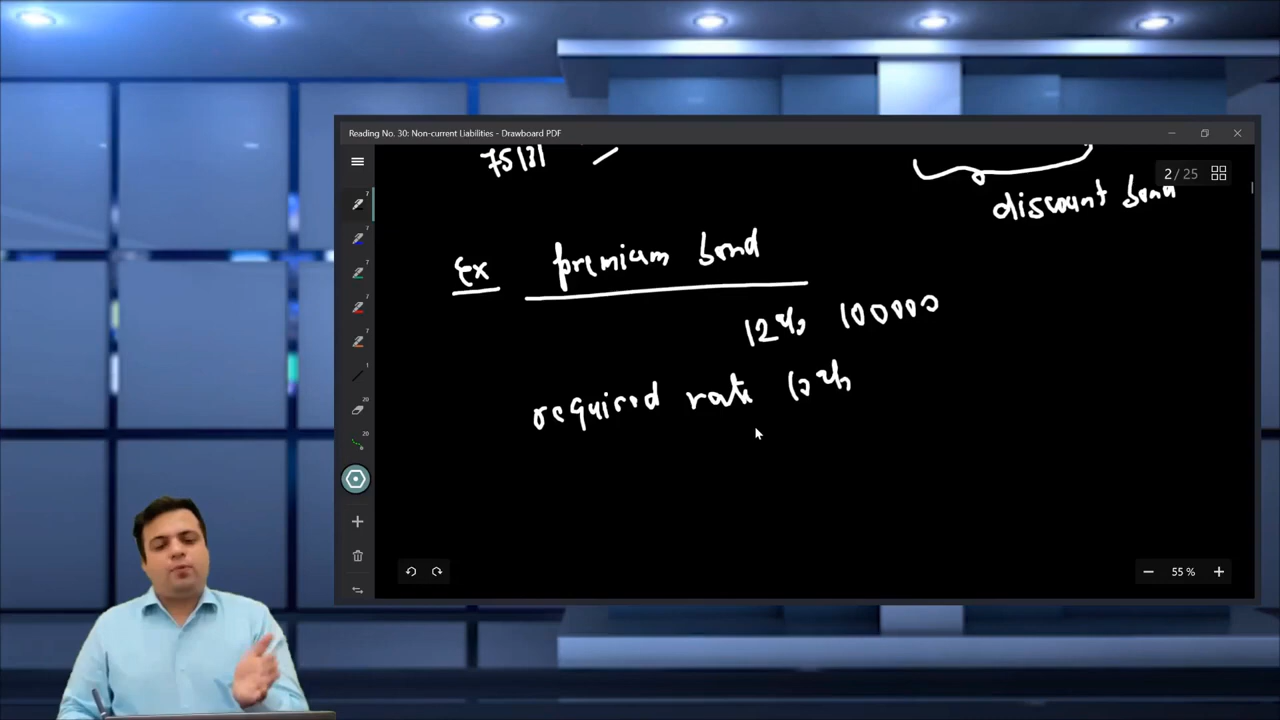 Reading No. 30: Non-current Liabilities - Drawboard PDF
2 / 25
discount bond
Ex premium bond
12% 100000
required rate 10%
55 %